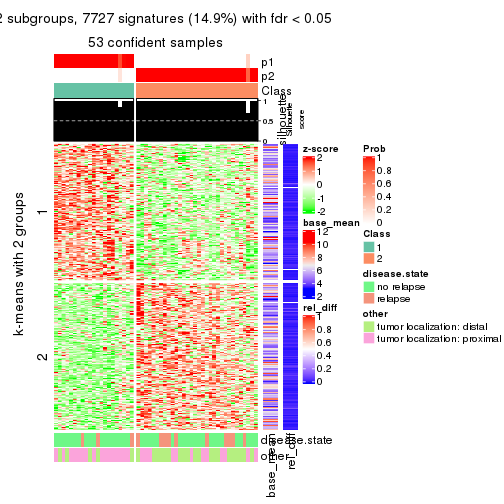 2 subgroups, 7727 signatures (14.9%) with fdr < 0.05
53 confident samples
p1
p2
Class
1
0.5
0
silhouette
Silhouette
score
k-means with 2 groups
1
2
z-score
2
1
0
-1
-2
base_mean
12
10
8
6
4
2
rel_diff
1
0.8
0.6
0.4
0.2
0
Prob
1
0.8
0.6
0.4
0.2
0
Class
1
2
disease.state
no relapse
relapse
other
tumor localization: distal
tumor localization: proximal
disease.state
other
base_mean
rel_diff